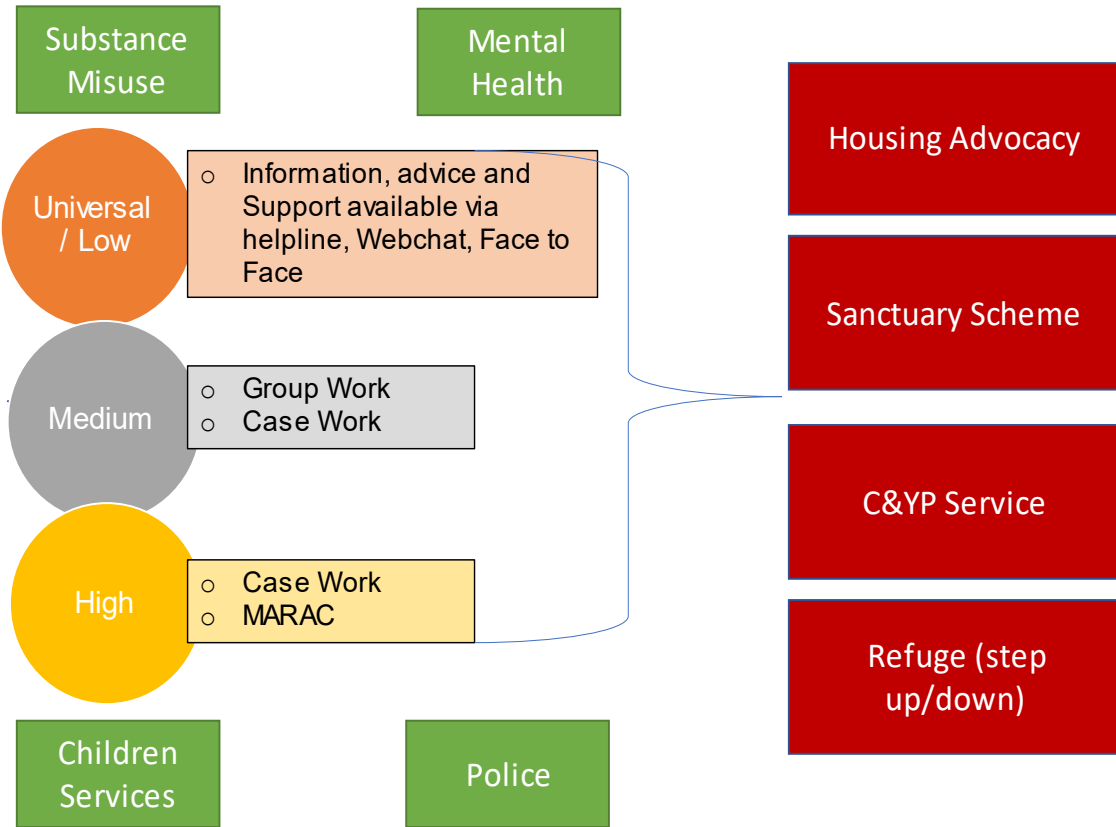 Substance
Misuse
Mental
Health
Universal
/ Low
o Information, advice and
Support available via
helpline, Webchat, Face to
Face
Medium
o Group Work
o Case Work
High
o Case Work
o MARAC
Children
Services
Police
Housing Advocacy
Sanctuary Scheme
C&YP Service
Refuge (step
up/down)